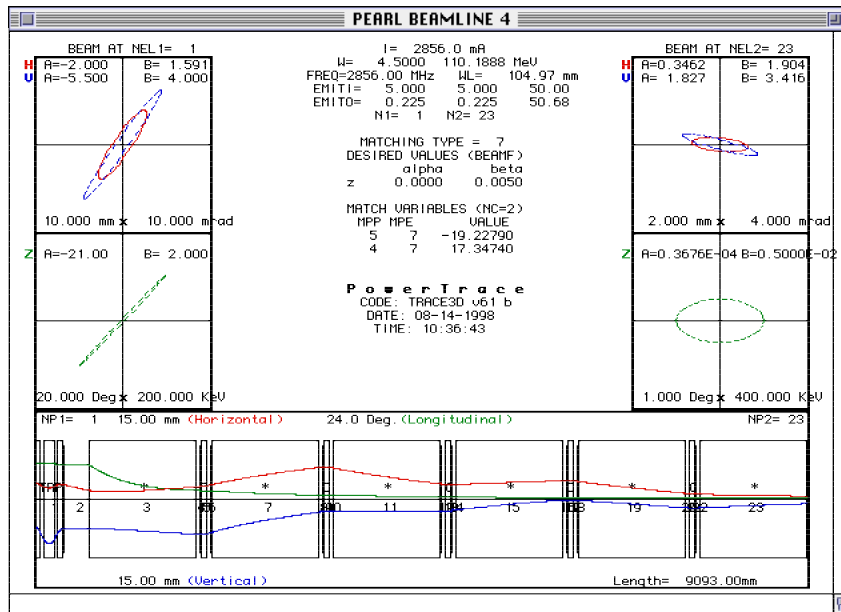 PEARL BEAMLINE 4
BEAM AT NEL1= 1
H A=-2.000 B= 1.591
V A=-5.500 B= 4.000
10.000 mm x 10.000 mrad
Z A=-21.00 B= 2.000
20.000 Deg x 200.000 KeV
I= 2856.0 mA
W= 4.5000 110.1888 MeV
FREQ=2856.00 MHz WL= 104.97 mm
EMITI= 5.000 5.000 50.00
EMITO= 0.225 0.225 50.68
N1= 1 N2= 23
MATCHING TYPE = 7
DESIRED VALUES (BEAMF)
alpha beta
z 0.0000 0.0050
MATCH VARIABLES (NC=2)
MPP MPE VALUE
5 7 -19.22790
4 7 17.34740
PowerTrace
CODE: TRACE3D v61 b
DATE: 08-14-1998
TIME: 10:36:43
BEAM AT NEL2= 23
H A=0.3462 B= 1.904
V A= 1.827 B= 3.416
2.000 mm x 4.000 mrad
Z A=0.3676E-04 B=0.5000E-02
1.000 Deg x 400.000 KeV
NP1= 1 15.00 mm (Horizontal) 24.0 Deg.(Longitudinal) NP2= 23
* * * * * *
1 2 3 7 11 15 19 23
15.00 mm (Vertical) Length= 9093.00mm